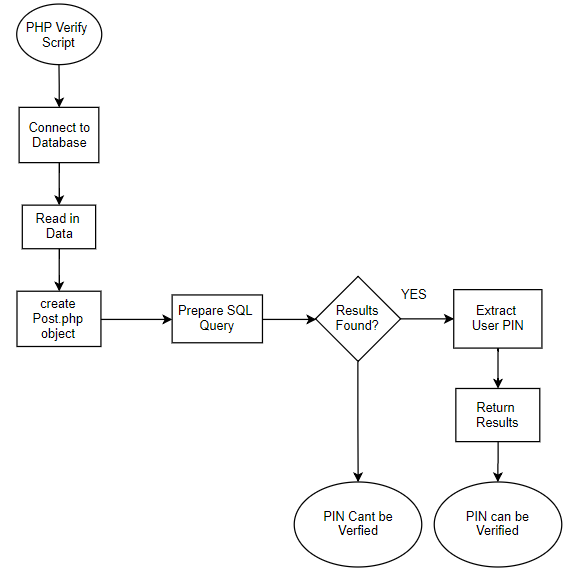 PHP Verify
Script
Connect to
Database
Read in
Data
create
Post.php
object
Prepare SQL
Query
Results
Found?
YES
Extract
User PIN
Return
Results
PIN Cant be
Verfied
PIN can be
Verified